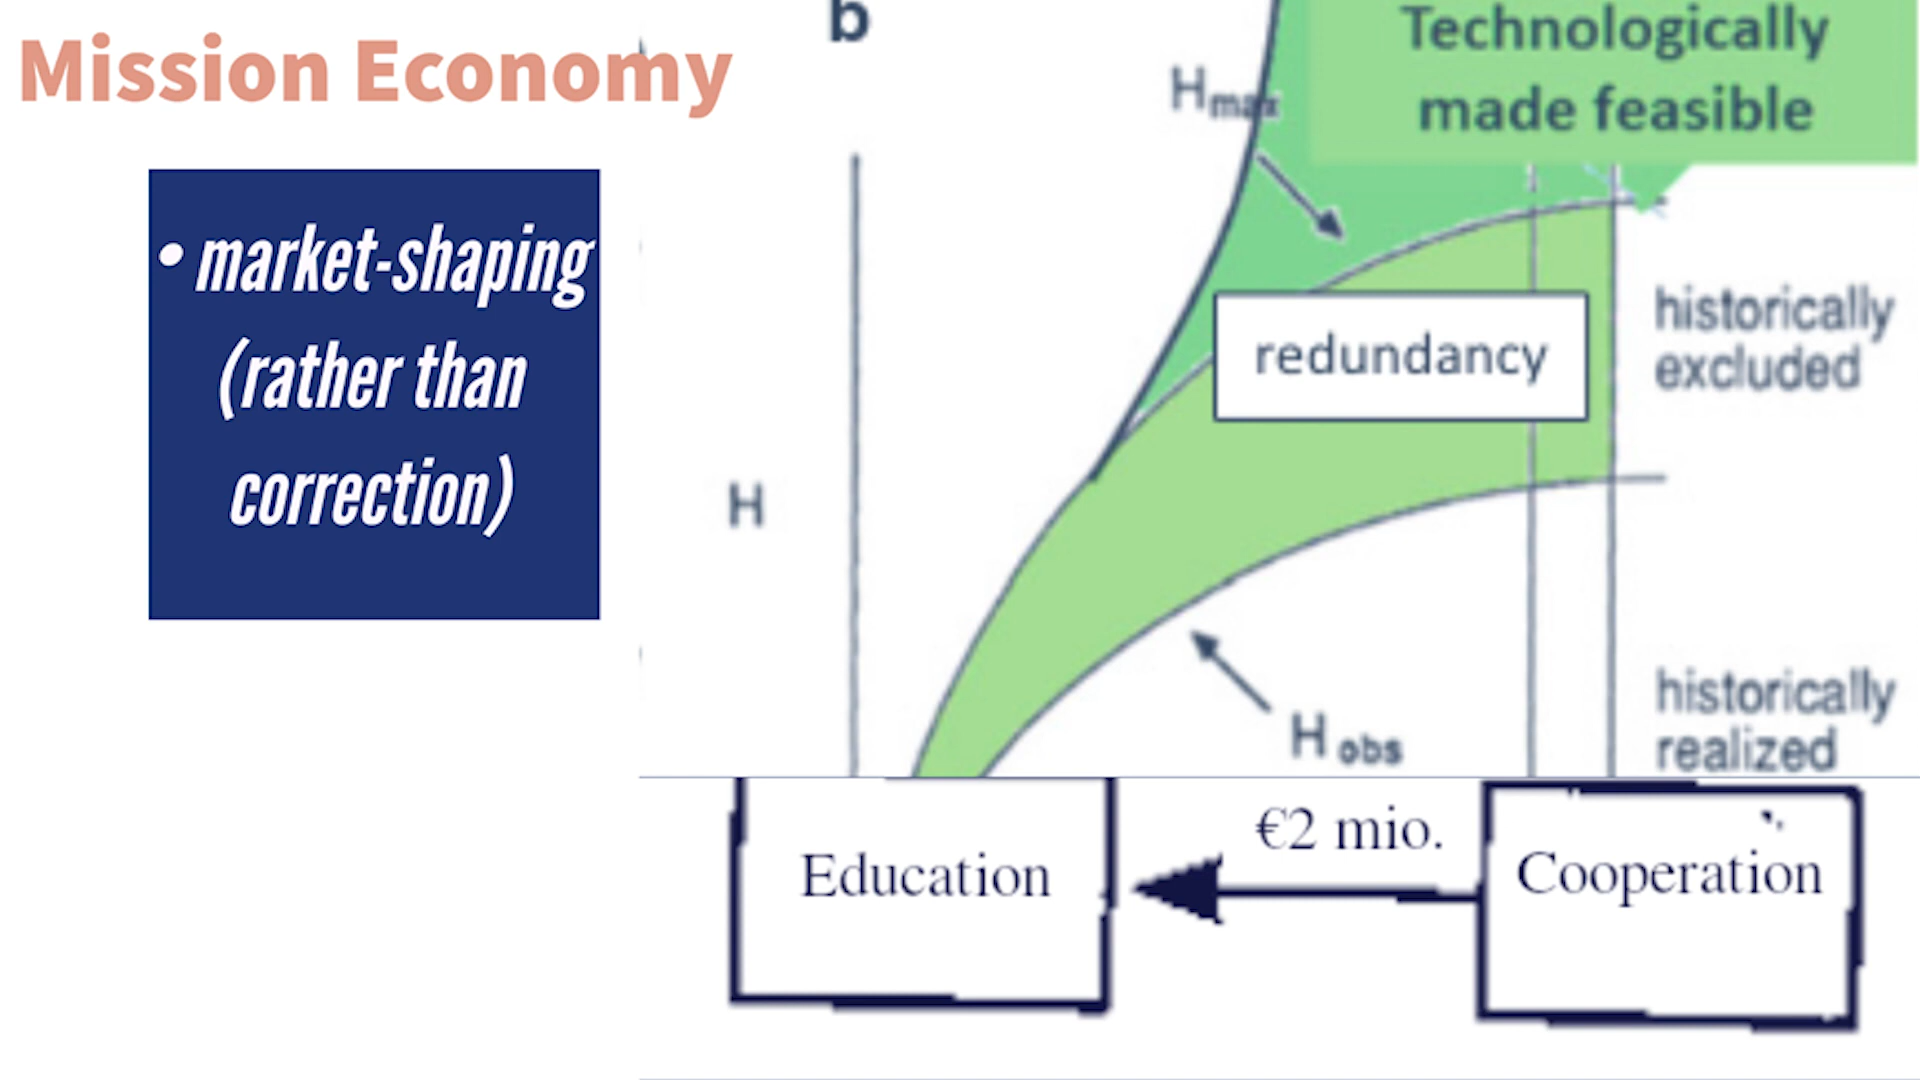 Mission Economy
• market-shaping
(rather than
correction)
b
Technologically
made feasible
Hmax
redundancy
historically
excluded
H
H obs
historically
realized
Education
€2 mio.
Cooperation